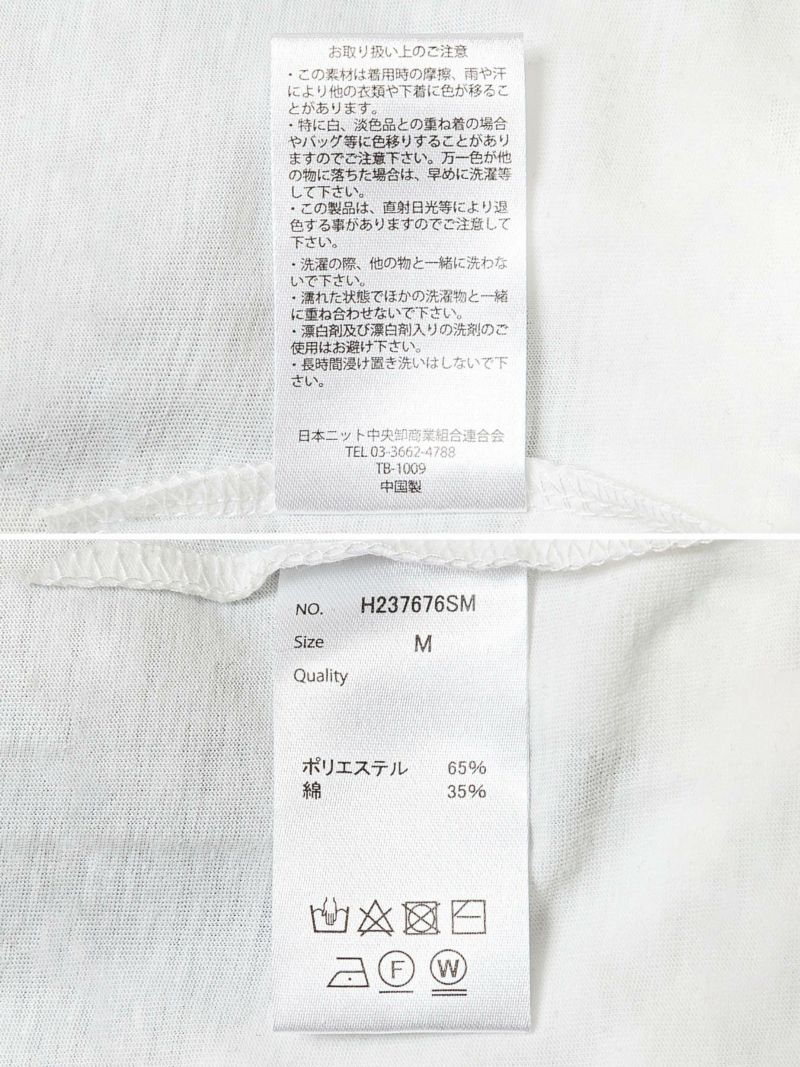 お取り扱い上のご注意
・この素材は着用時の摩擦、雨や汗
により他の衣類や下着に色が移るこ
とがあります。
・特に白、淡色品との重ね着の場合
やバッグ等に色移りすることがあり
ますのでご注意下さい。万一色が他
の物に落ちた場合は、早めに洗濯等
して下さい。
・この製品は、直射日光等により退
色する事がありますのでご注意して
下さい。
・洗濯の際、他の物と一緒に洗わな
いで下さい。
・濡れた状態でほかの洗濯物と一緒
に重ね合わせないで下さい。
・漂白剤及び漂白剤入りの洗剤のご
使用はお避け下さい。
・長時間浸け置き洗いはしないで下
さい。
日本ニット中央卸商業組合連合会
TEL 03-3662-4788
TB-1009
中国製
NO. H237676SM
Size M
Quality
ポリエステル 65%
綿 35%
F W